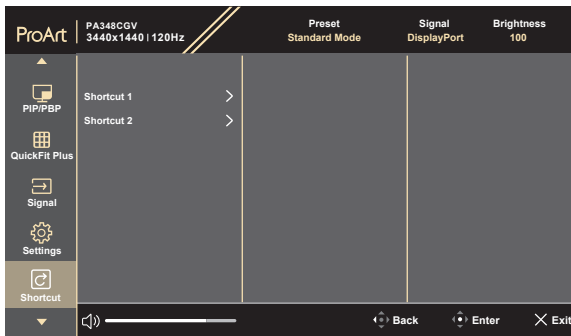 ProArt
PA348CGV
3440x1440 | 120Hz
Preset
Standard Mode
Signal
DisplayPort
Brightness
100
PIP/PBP
QuickFit Plus
Signal
Settings
Shortcut
Shortcut 1
Shortcut 2
Back
Enter
Exit